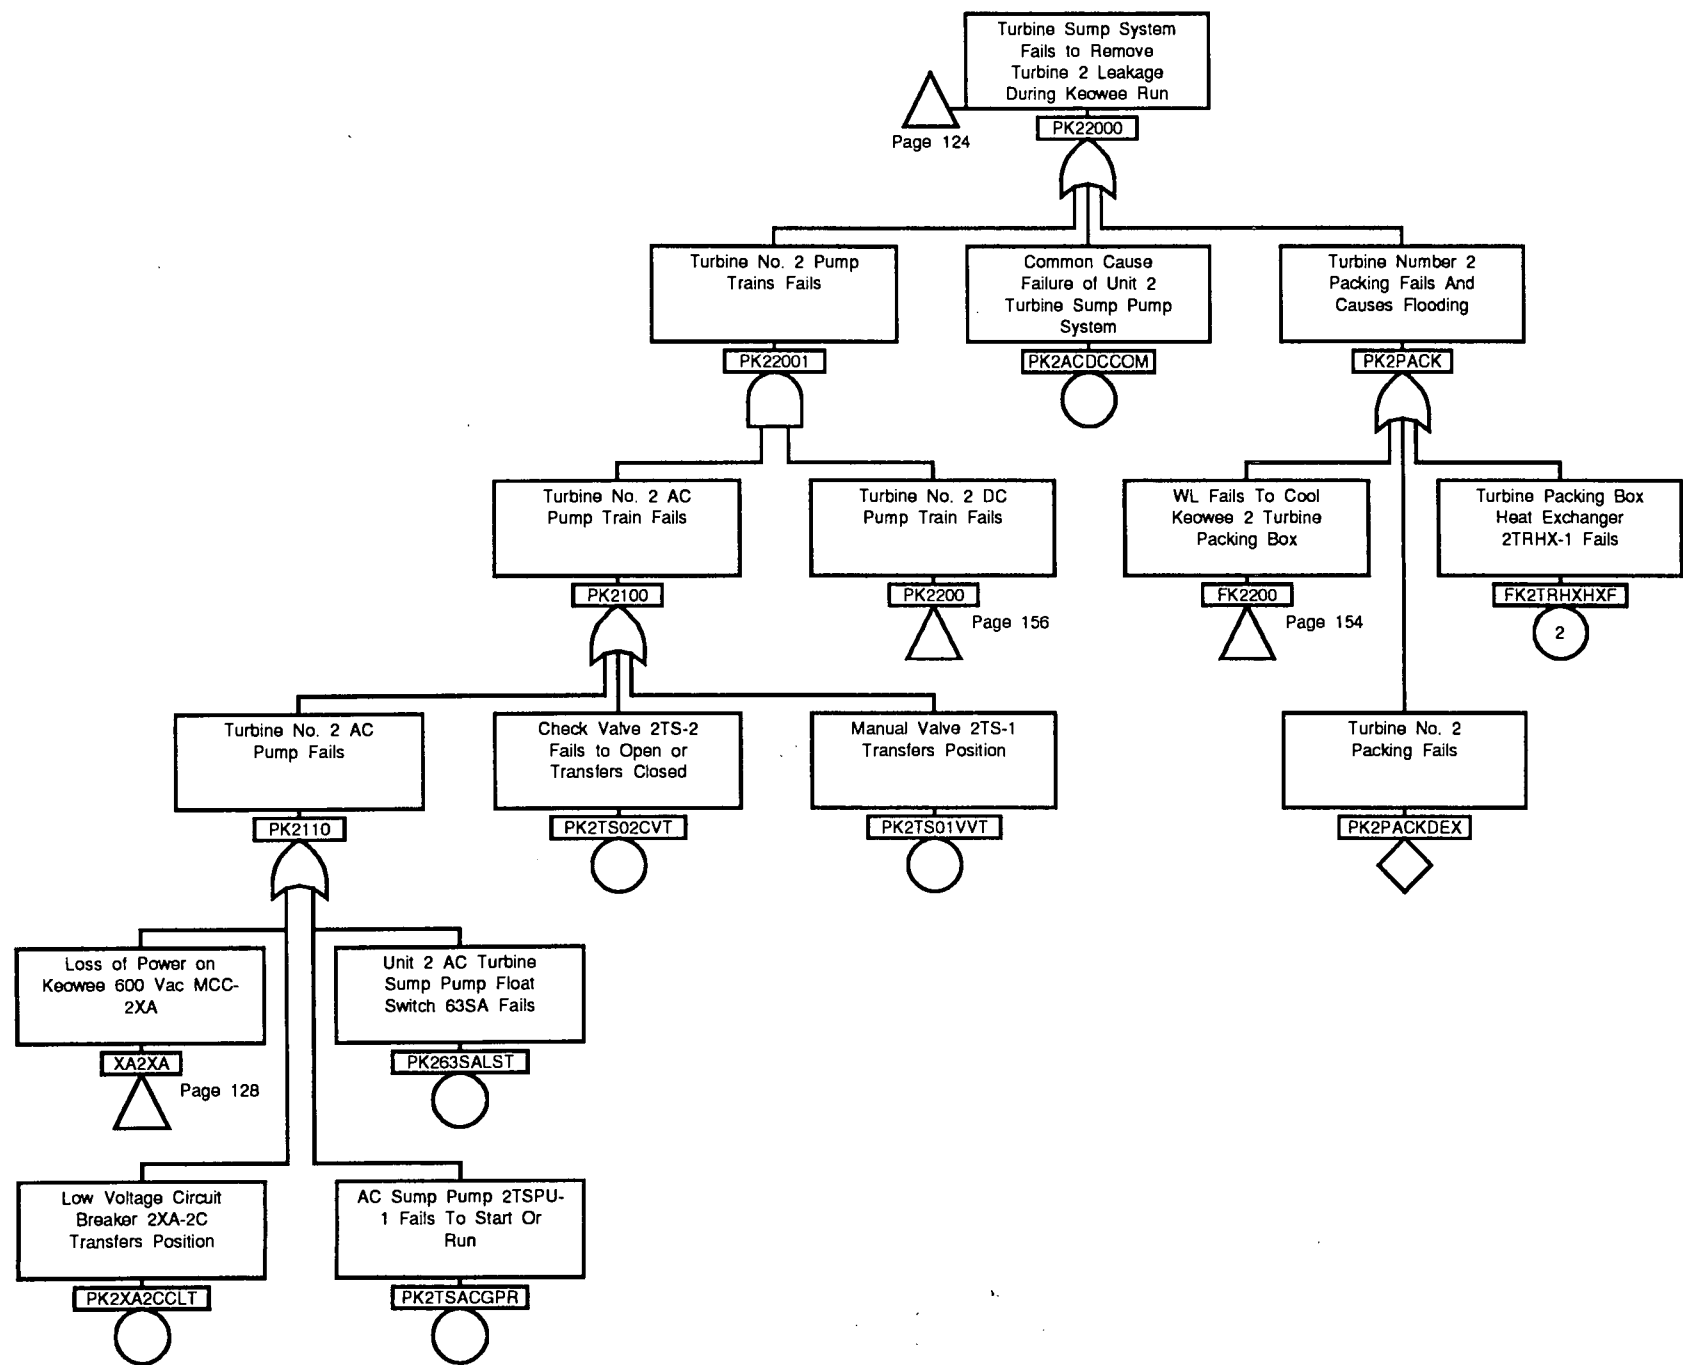 Turbine Sump System
Fails to Remove
Turbine 2 Leakage
During Keowee Run
Page 124
PK22000
Turbine No. 2 Pump
Trains Fails
PK22001
Common Cause
Failure of Unit 2
Turbine Sump Pump
System
PK2ACDCCOM
Turbine Number 2
Packing Fails And
Causes Flooding
PK2PACK
Turbine No. 2 AC
Pump Train Fails
PK2100
Turbine No. 2 DC
Pump Train Fails
PK2200
Page 156
WL Fails To Cool
Keowee 2 Turbine
Packing Box
FK2200
Page 154
Turbine Packing Box
Heat Exchanger
2TRHX-1 Fails
FK2TRHXHXF
2
Turbine No. 2 AC
Pump Fails
PK2110
Check Valve 2TS-2
Fails to Open or
Transfers Closed
PK2TS02CVT
Manual Valve 2TS-1
Transfers Position
PK2TS01VVT
Turbine No. 2
Packing Fails
PK2PACKDEX
Loss of Power on
Keowee 600 Vac MCC-
2XA
XA2XA
Page 128
Unit 2 AC Turbine
Sump Pump Float
Switch 63SA Fails
PK263SALST
Low Voltage Circuit
Breaker 2XA-2C
Transfers Position
PK2XA2CCLT
AC Sump Pump 2TSPU-
1 Fails To Start Or
Run
PK2TSACGPR